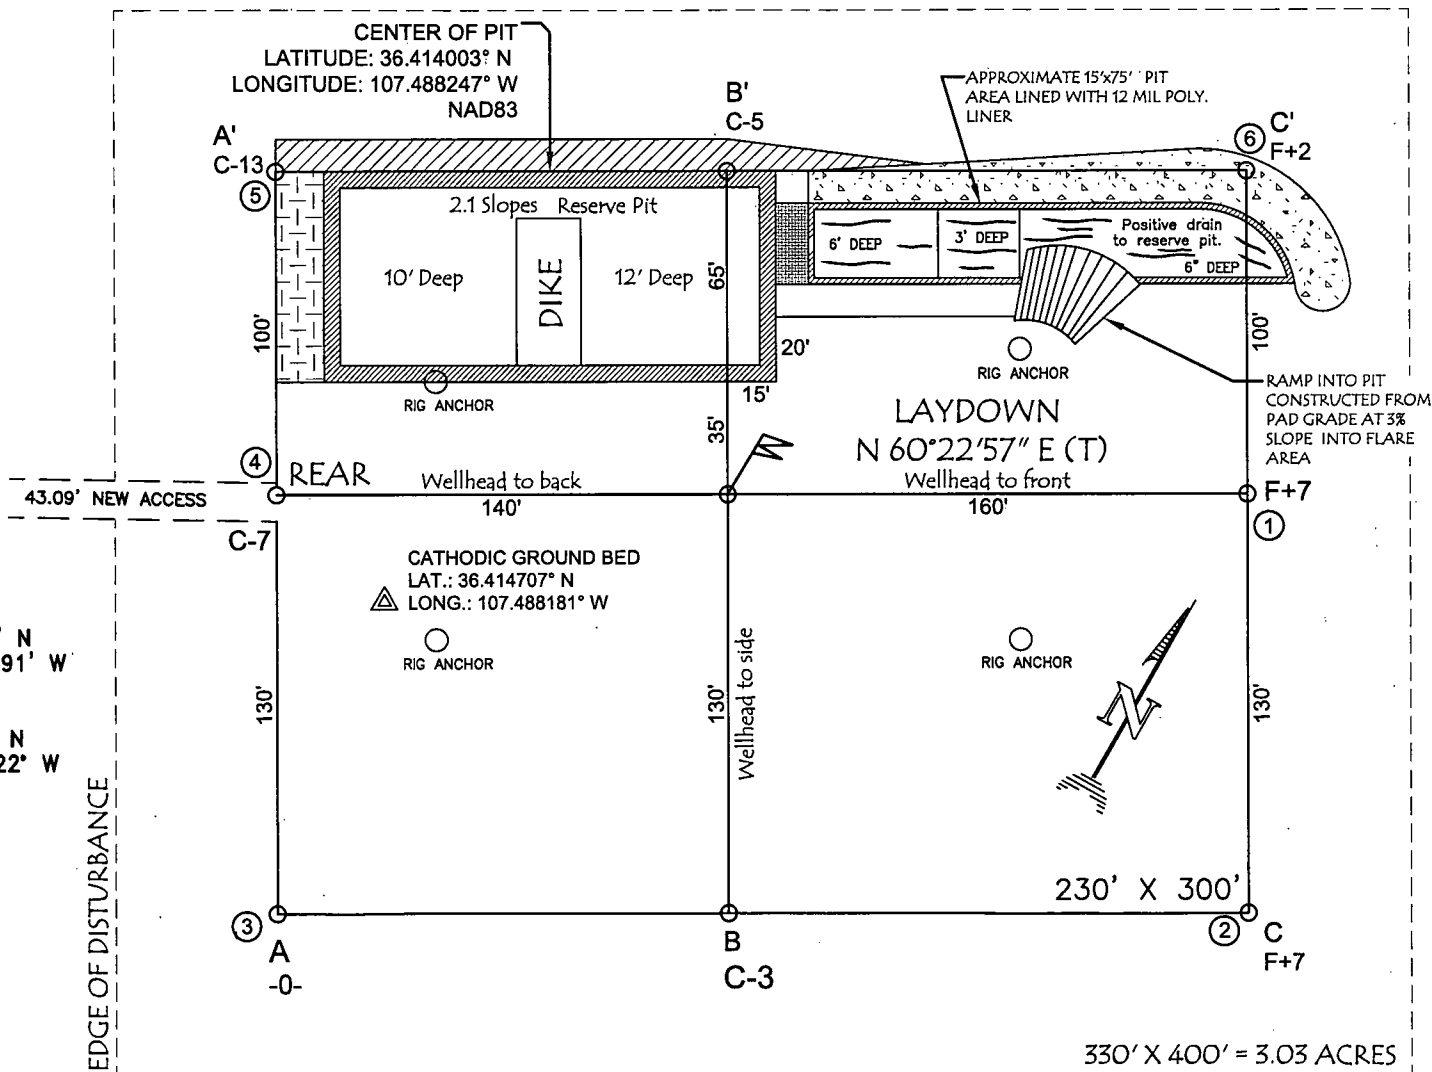 CENTER OF PIT
LATITUDE: 36.414003° N
LONGITUDE: 107.488247° W
NAD83
APPROXIMATE 15'x75' PIT
AREA LINED WITH 12 MIL POLY.
LINER
A'
C-13
5
B'
C-5
6
C'
F+2
2.1 Slopes Reserve Pit
10' Deep
DIKE
12' Deep
65'
6' DEEP
3' DEEP
Positive drain
to reserve pit.
6" DEEP
100'
20'
100'
15'
35'
RIG ANCHOR
RIG ANCHOR
RAMP INTO PIT
CONSTRUCTED FROM
PAD GRADE AT 3%
SLOPE INTO FLARE
AREA
LAYDOWN
N 60°22'57" E (T)
4
REAR
Wellhead to back
140'
Wellhead to front
160'
F+7
1
43.09' NEW ACCESS
C-7
CATHODIC GROUND BED
LAT.: 36.414707° N
LONG.: 107.488181° W
RIG ANCHOR
RIG ANCHOR
' N
91' W
N
22° W
130'
130'
Wellhead to side
130'
N
EDGE OF DISTURBANCE
230' X 300'
3
A
-0-
B
C-3
2
C
F+7
330' X 400' = 3.03 ACRES